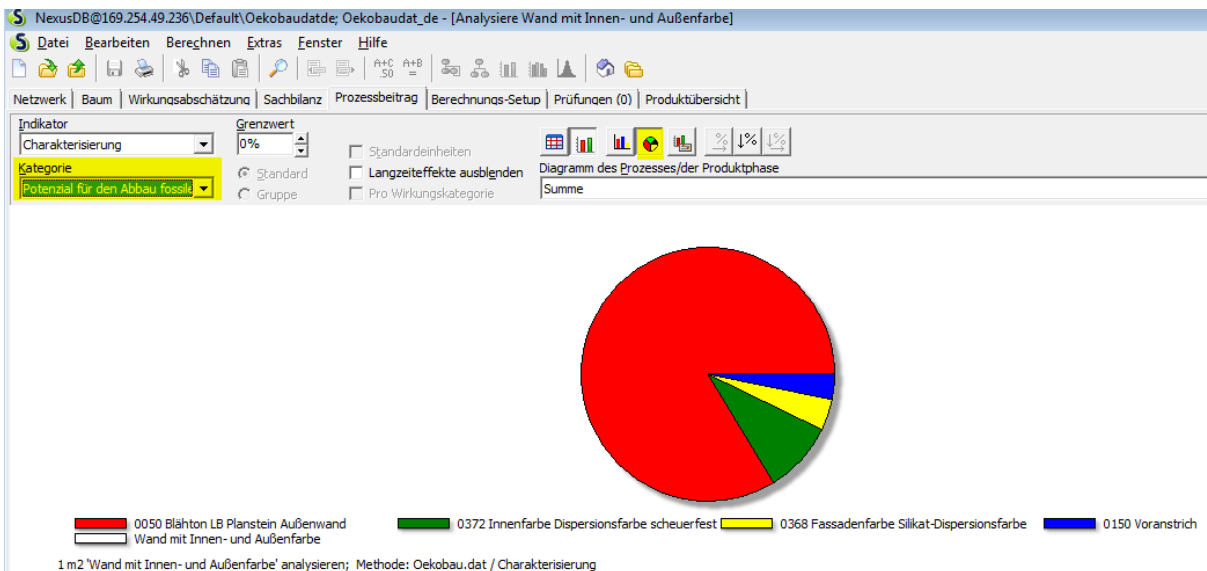 NexusDB@169.254.49.236\Default\Oekobaudatde; Oekobaudat_de - [Analysiere Wand mit Innen- und Außenfarbe]
Datei Bearbeiten Berechnen Extras Fenster Hilfe
A+C SO A+B =
Netzwerk Baum Wirkungsabschätzung Sachbilanz Prozessbeitrag Berechnungs-Setup Prüfungen (0) Produktübersicht
Indikator Grenzwert
Charakterisierung 0% Standardeinheiten
Kategorie Standard Langzeiteffekte ausblenden Diagramm des Prozesses/der Produktphase
Potenzial für den Abbau fossile Gruppe Pro Wirkungskategorie Summe
0050 Blähton LB Planstein Außenwand 0372 Innenfarbe Dispersionsfarbe scheuerfest 0368 Fassadenfarbe Silikat-Dispersionsfarbe 0150 Voranstrich
Wand mit Innen- und Außenfarbe
1 m2 'Wand mit Innen- und Außenfarbe' analysieren; Methode: Oekobau.dat / Charakterisierung